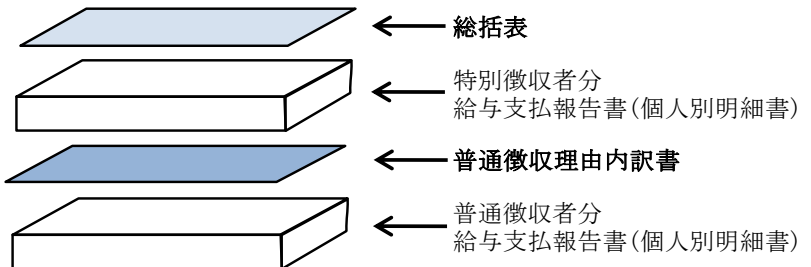 総括表
特別徴収者分
給与支払報告書(個人別明細書)
普通徴収理由内訳書
普通徴収者分
給与支払報告書(個人別明細書)